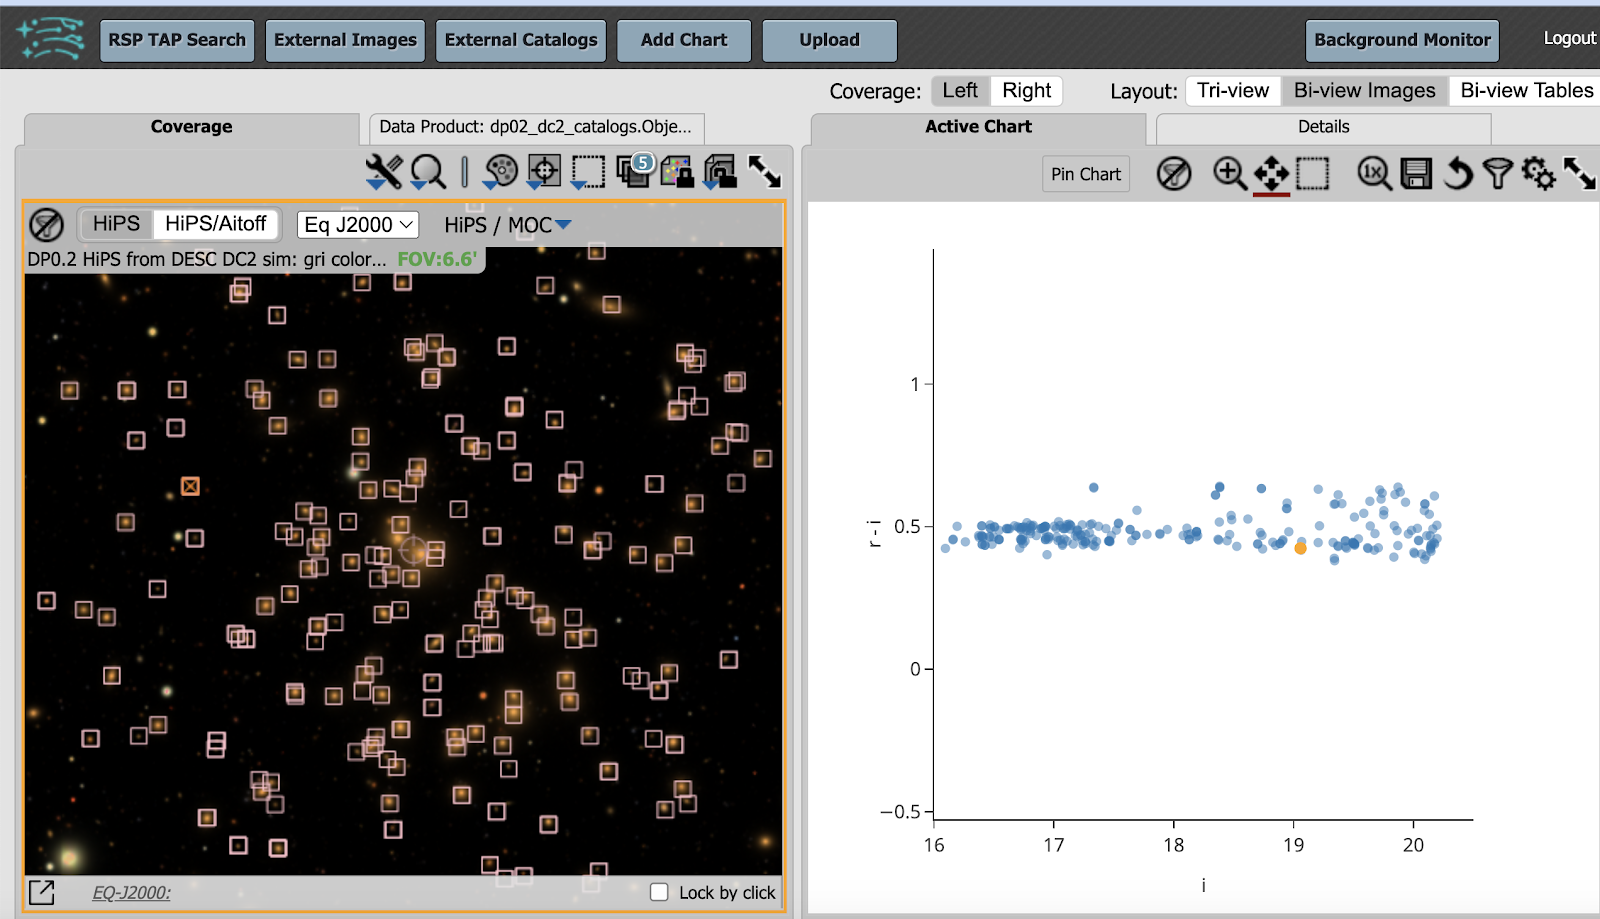 RSP TAP Search External Images External Catalogs Add Chart Upload Background Monitor Logout
Coverage: Left Right Layout: Tri-view Bi-view Images Bi-view Tables
Coverage Data Product: dp02_dc2_catalogs.Obje... Active Chart Details
5 Pin Chart 1x
HiPS HiPS/Aitoff Eq J2000 HiPS / MOC
DP0.2 HiPS from DESC DC2 sim: gri color... FOV:6.6'
1
0.5
r - i
0
−0.5
16 17 18 19 20
i
EQ-J2000: Lock by click